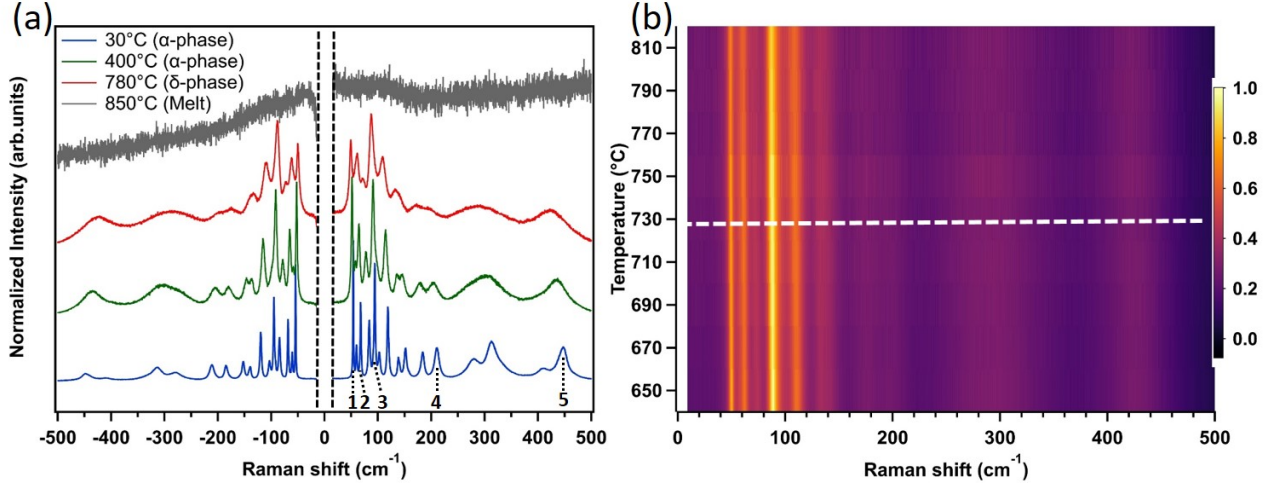 (a)
30°C (α-phase)
400°C (α-phase)
780°C (δ-phase)
850°C (Melt)
Normalized Intensity (arb.units)
1 2 3 4 5
-500 -400 -300 -200 -100 0 100 200 300 400 500
Raman shift (cm⁻¹)
(b)
810
790
770
750
730
710
690
670
650
Temperature (°C)
0 100 200 300 400 500
Raman shift (cm⁻¹)
1.0
0.8
0.6
0.4
0.2
0.0